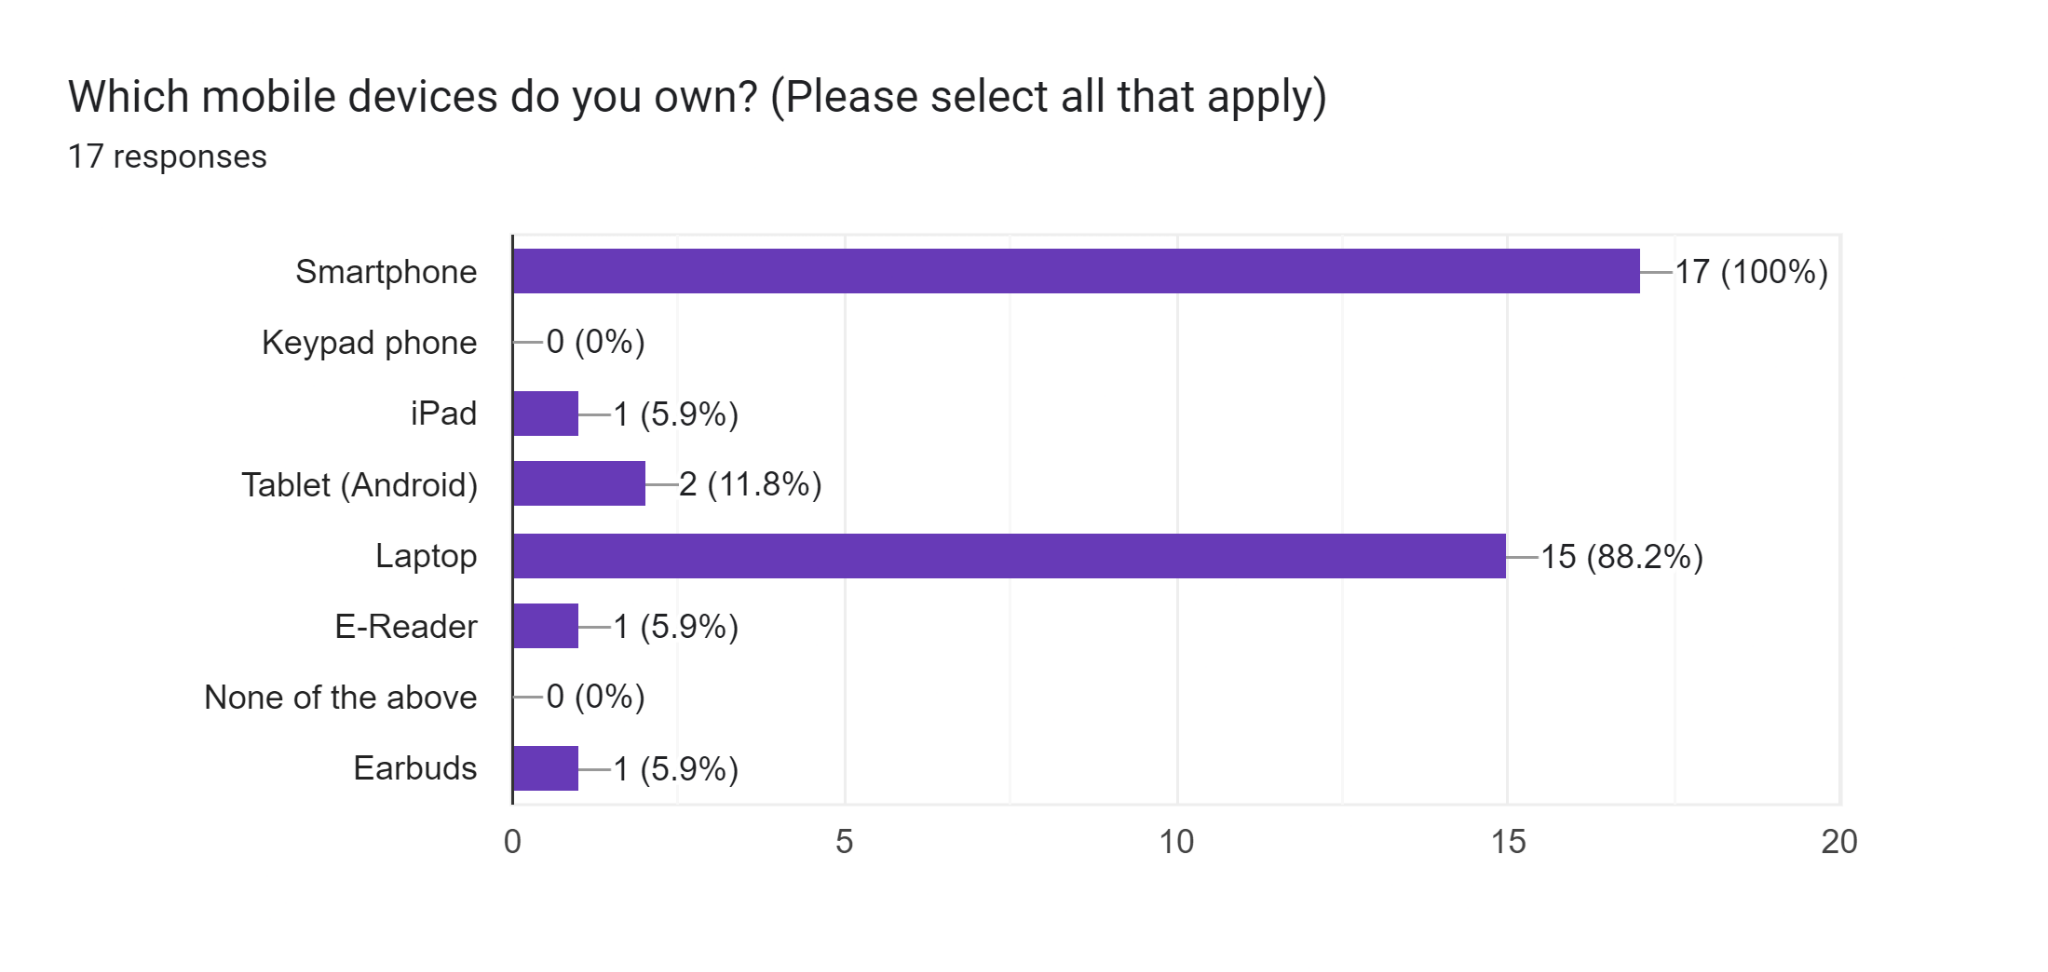 Which mobile devices do you own? (Please select all that apply)
17 responses
Smartphone 17 (100%)
Keypad phone 0 (0%)
iPad 1 (5.9%)
Tablet (Android) 2 (11.8%)
Laptop 15 (88.2%)
E-Reader 1 (5.9%)
None of the above 0 (0%)
Earbuds 1 (5.9%)
0 5 10 15 20